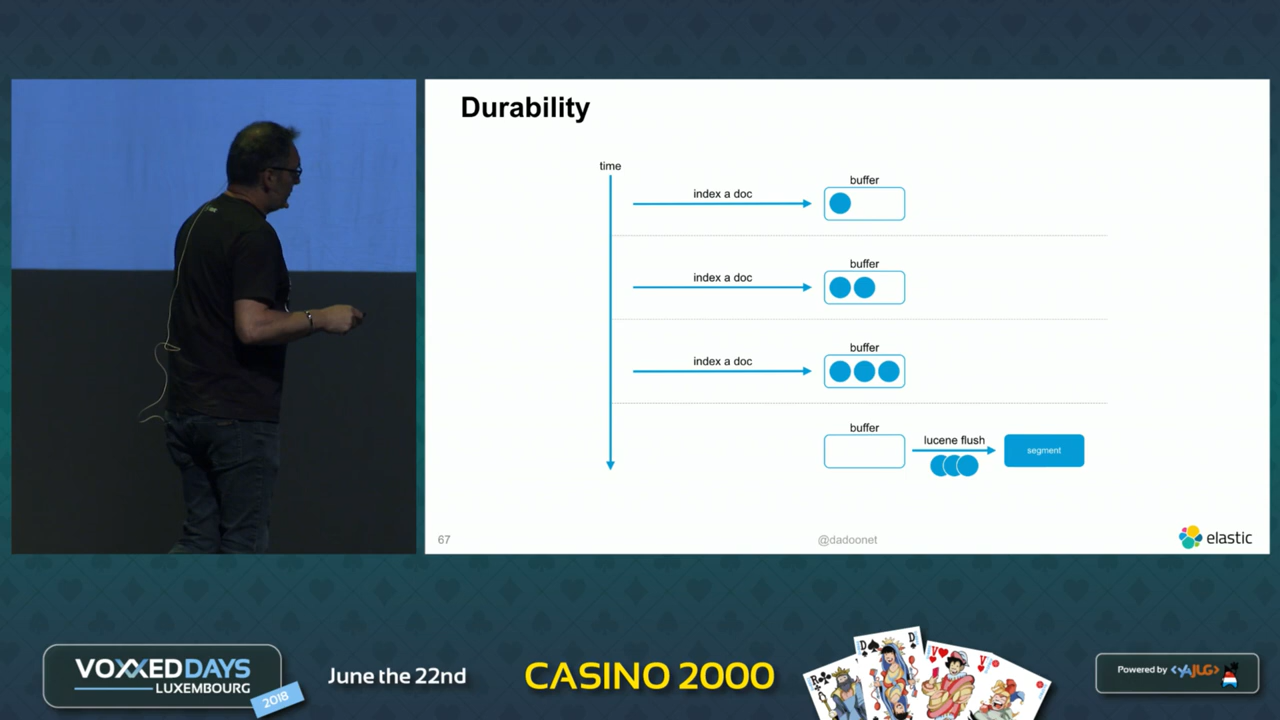 Durability
time
index a doc
buffer
index a doc
buffer
index a doc
buffer
buffer
lucene flush
segment
67
@dadoonet
elastic
VOXXEDDAYS
LUXEMBOURG
2018
June the 22nd
CASINO 2000
R
D
D
V
V
Powered by <YAJUG>